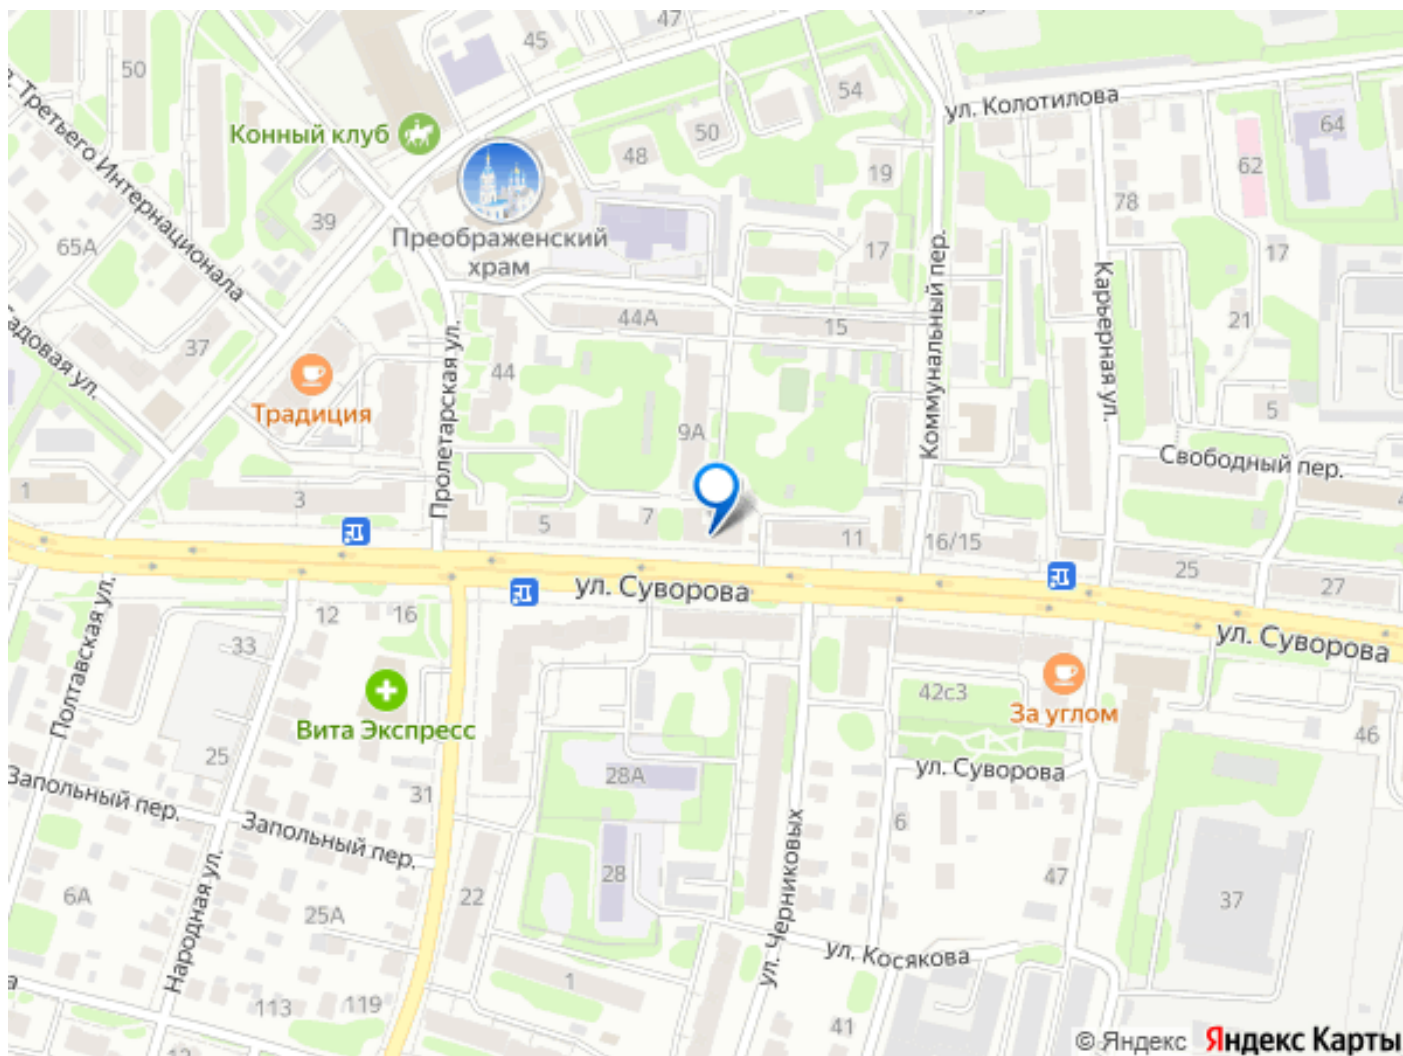 47
45
50
54
ул. Колотилова
64
Конный клуб
50
48
19
62
78
. Третьего Интернационала
39
Преображенский
храм
65А
17
17
Коммунальный пер.
Карьерная ул.
44А
15
21
Садовая ул.
37
Пролетарская ул.
44
Традиция
9А
5
Свободный пер.
1
3
5
7
11
16/15
25
27
ул. Суворова
ул. Суворова
12
16
33
Полтавская ул.
42с3
За углом
Вита Экспресс
46
25
28А
ул. Суворова
Запольный пер.
31
Запольный пер.
6
ул. Черниковых
28
47
6А
Народная ул.
25А
22
37
ул. Косякова
1
113
119
41
© Яндекс
Яндекс Карты